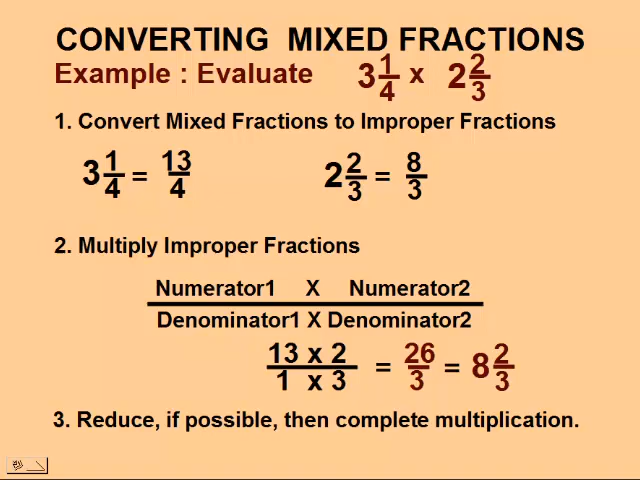 CONVERTING MIXED FRACTIONS
Example : Evaluate 3 1/4 x 2 2/3
1. Convert Mixed Fractions to Improper Fractions
3 1/4 = 13/4 2 2/3 = 8/3
2. Multiply Improper Fractions
Numerator1 X Numerator2
Denominator1 X Denominator2
13 x 2 / 1 x 3 = 26/3 = 8 2/3
3. Reduce, if possible, then complete multiplication.